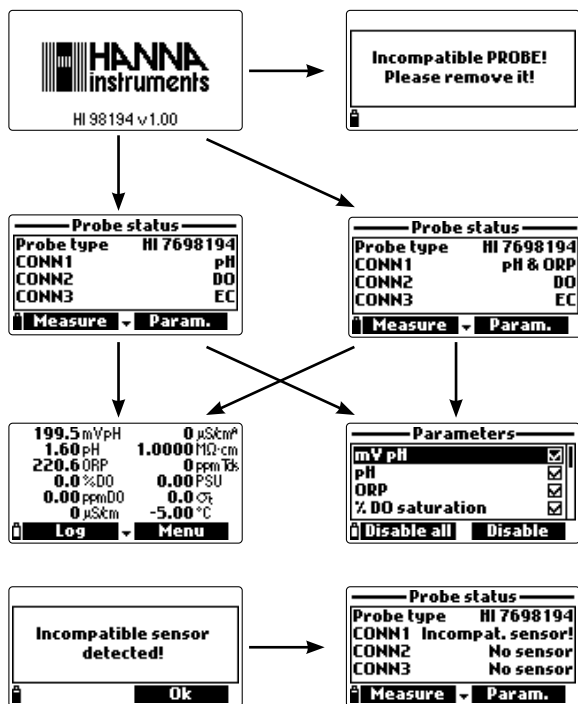 HANNA
instruments
HI 98194 v1.00
Incompatible PROBE!
Please remove it!
Probe status
Probe type HI 7698194
CONN1 pH
CONN2 DO
CONN3 EC
Measure Param.
Probe status
Probe type HI 7698194
CONN1 pH & ORP
CONN2 DO
CONN3 EC
Measure Param.
199.5 mVpH 0 µS/cmᴬ
1.60 pH 1.0000 MΩ·cm
220.6 ORP 0 ppm Tds
0.0 %DO 0.00 PSU
0.00 ppmDO 0.0 σt
0 µS/cm -5.00 °C
Log Menu
Parameters
mV pH
pH
ORP
% DO saturation
Disable all Disable
Incompatible sensor
detected!
Ok
Probe status
Probe type HI 7698194
CONN1 Incompat. sensor!
CONN2 No sensor
CONN3 No sensor
Measure Param.